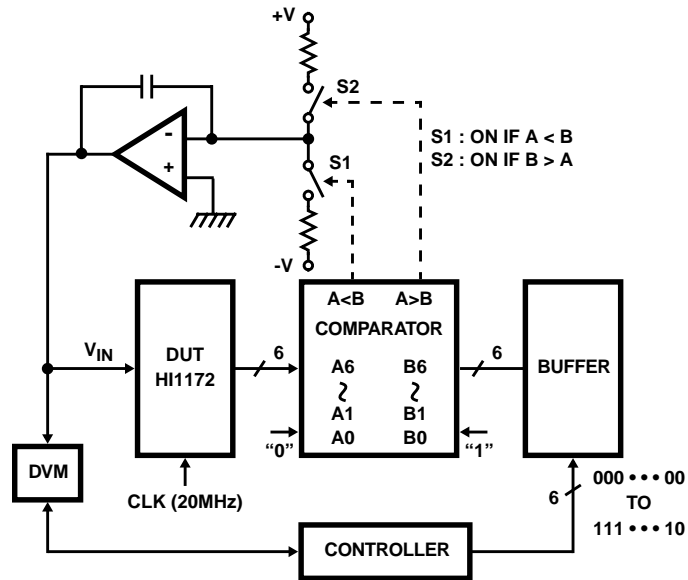 +V
S2
S1 : ON IF A < B
S2 : ON IF B > A
-
+
S1
-V
A<B A>B
COMPARATOR
A6 B6
A1 B1
A0 B0
VIN
DUT
HI1172
6
6
BUFFER
"0"
"1"
DVM
CLK (20MHz)
6
000 • • • 00
TO
111 • • • 10
CONTROLLER